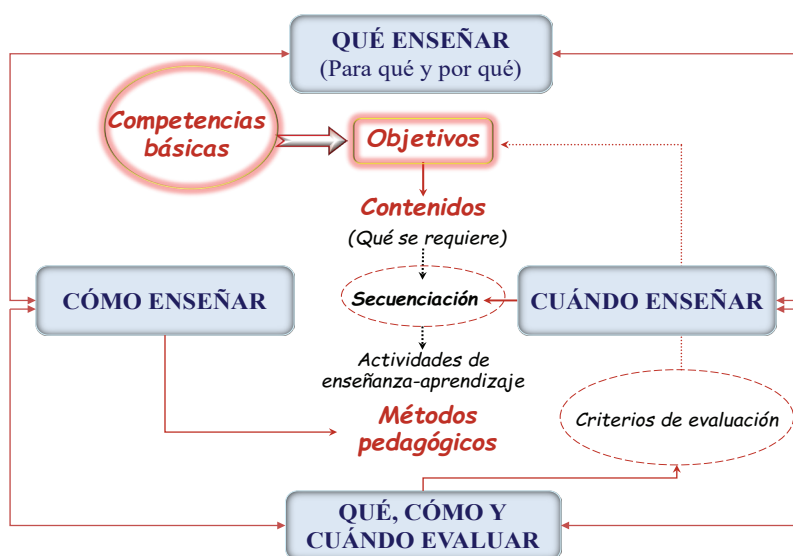 QUÉ ENSEÑAR
(Para qué y por qué)
Competencias
básicas
Objetivos
Contenidos
(Qué se requiere)
CÓMO ENSEÑAR
Secuenciación
CUÁNDO ENSEÑAR
Actividades de
enseñanza-aprendizaje
Métodos
pedagógicos
Criterios de evaluación
QUÉ, CÓMO Y
CUÁNDO EVALUAR